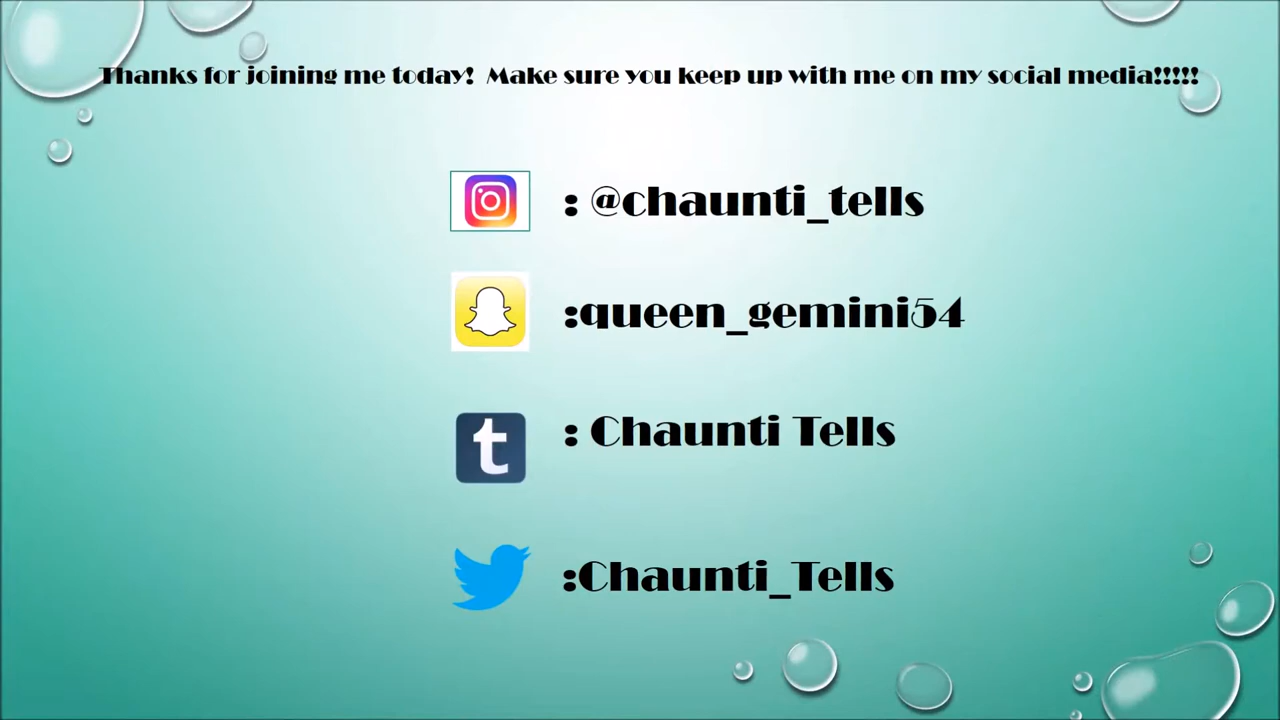 Thanks for joining me today!  Make sure you keep up with me on my social media!!!!!
: @chaunti_tells
:queen_gemini54
t : Chaunti Tells
:Chaunti_Tells